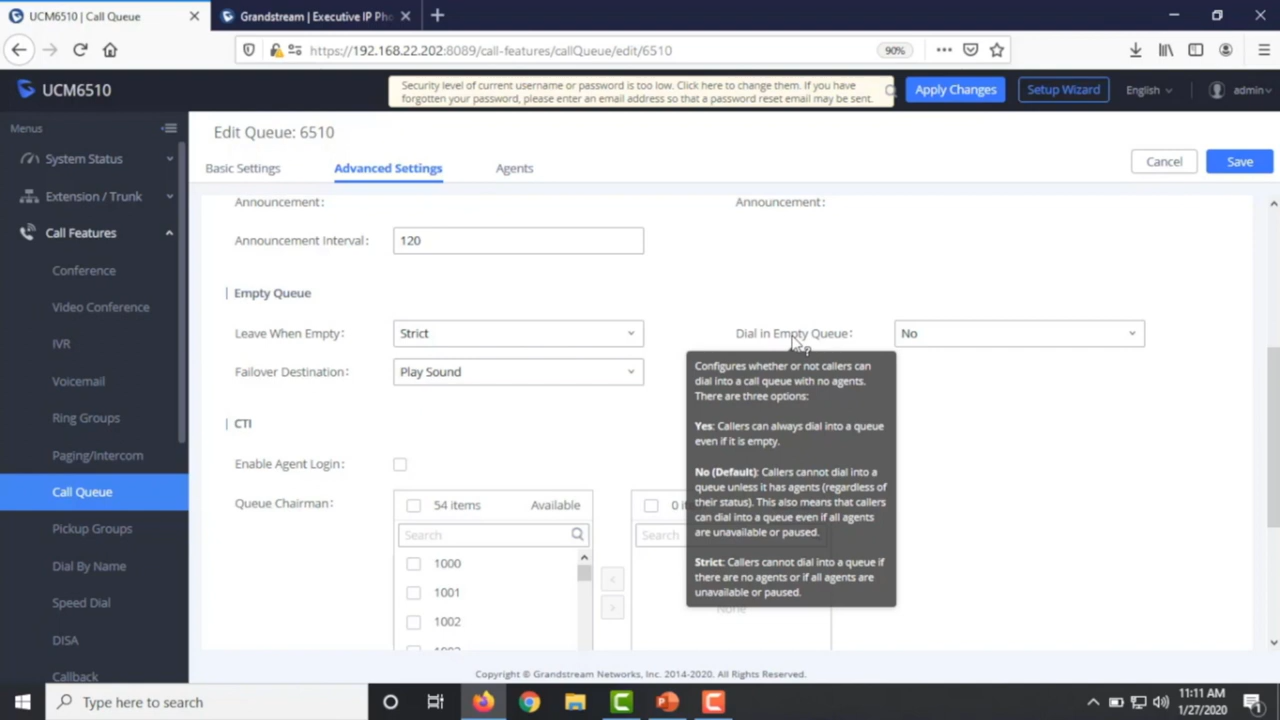 UCM6510 | Call Queue
Grandstream | Executive IP Pho
https://192.168.22.202:8089/call-features/callQueue/edit/6510
90%
UCM6510
Security level of current username or password is too low. Click here to change them. If you have
forgotten your password, please enter an email address so that a password reset email may be sent.
Apply Changes
Setup Wizard
English
admin
Menus
System Status
Extension / Trunk
Call Features
Conference
Video Conference
IVR
Voicemail
Ring Groups
Paging/Intercom
Call Queue
Pickup Groups
Dial By Name
Speed Dial
DISA
Callback
Edit Queue: 6510
Basic Settings
Advanced Settings
Agents
Cancel
Save
Announcement:
Announcement:
Announcement Interval:
120
Empty Queue
Leave When Empty:
Strict
Dial in Empty Queue:
No
Failover Destination:
Play Sound
Configures whether or not callers can
dial into a call queue with no agents.
There are three options:
Yes: Callers can always dial into a queue
even if it is empty.
No (Default): Callers cannot dial into a
queue unless it has agents (regardless of
their status). This also means that callers
can dial into a queue even if all agents
are unavailable or paused.
Strict: Callers cannot dial into a queue if
there are no agents or if all agents are
unavailable or paused.
CTI
Enable Agent Login:
Queue Chairman:
54 items
Available
Search
1000
1001
1002
0
Search
None
Copyright © Grandstream Networks, Inc. 2014-2020. All Rights Reserved.
Type here to search
11:11 AM
1/27/2020
1